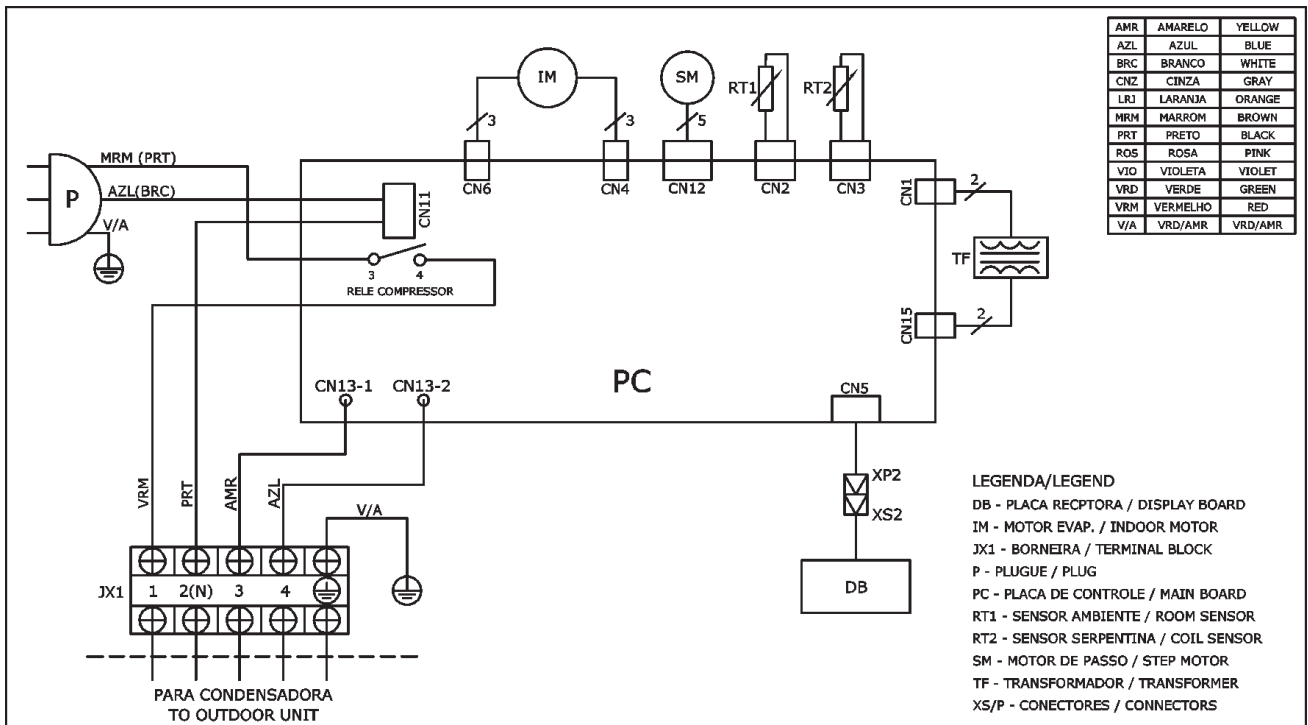 AMR AMARELO YELLOW
AZL AZUL BLUE
BRC BRANCO WHITE
CNZ CINZA GRAY
LRJ LARANJA ORANGE
MRM MARROM BROWN
PRT PRETO BLACK
ROS ROSA PINK
VIO VIOLETA VIOLET
VRD VERDE GREEN
VRM VERMELHO RED
V/A VRD/AMR VRD/AMR
IM
SM
RT1
RT2
3
3
5
CN6
CN4
CN12
CN2
CN3
P
MRM (PRT)
AZL(BRC)
V/A
CN11
3
4
RELE COMPRESSOR
CN1
2
TF
CN15
2
CN13-1
CN13-2
PC
CN5
XP2
XS2
DB
VRM
PRT
AMR
AZL
V/A
JX1
1
2(N)
3
4
PARA CONDENSADORA
TO OUTDOOR UNIT
LEGENDA/LEGEND
DB - PLACA RECPTORA / DISPLAY BOARD
IM - MOTOR EVAP. / INDOOR MOTOR
JX1 - BORNEIRA / TERMINAL BLOCK
P - PLUGUE / PLUG
PC - PLACA DE CONTROLE / MAIN BOARD
RT1 - SENSOR AMBIENTE / ROOM SENSOR
RT2 - SENSOR SERPENTINA / COIL SENSOR
SM - MOTOR DE PASSO / STEP MOTOR
TF - TRANSFORMADOR / TRANSFORMER
XS/P - CONECTORES / CONNECTORS